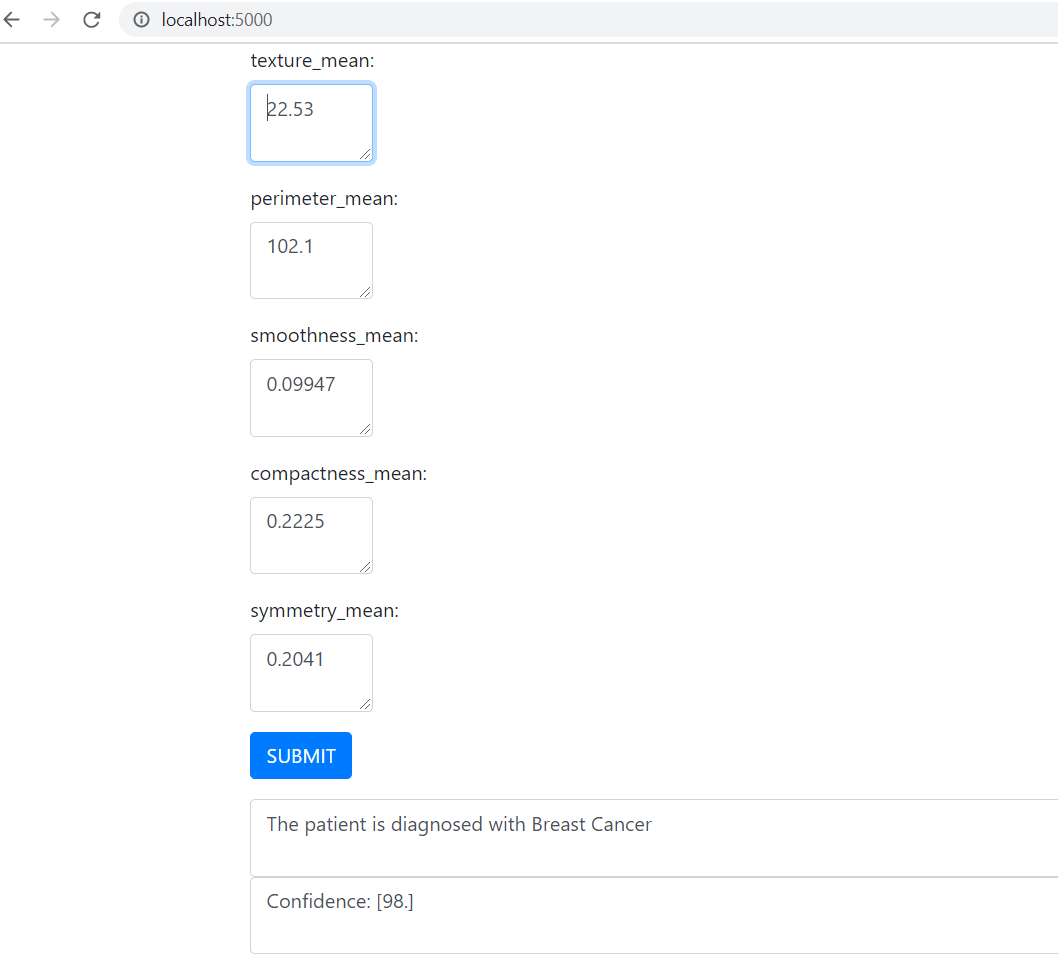 localhost:5000
texture_mean:
22.53
perimeter_mean:
102.1
smoothness_mean:
0.09947
compactness_mean:
0.2225
symmetry_mean:
0.2041
SUBMIT
The patient is diagnosed with Breast Cancer
Confidence: [98.]